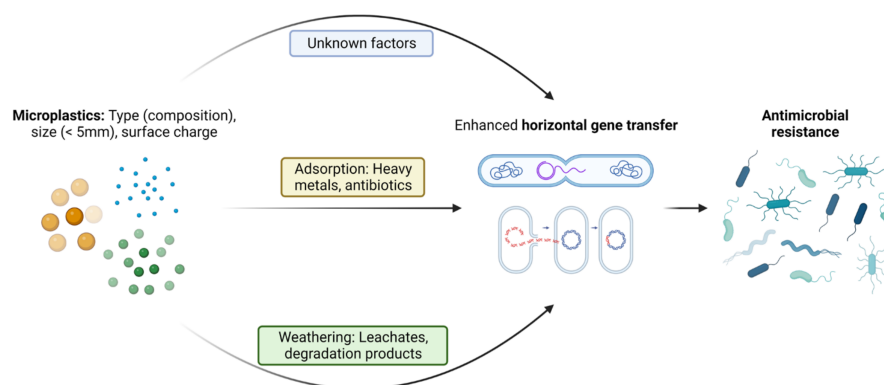 Unknown factors
Microplastics: Type (composition),
size (< 5mm), surface charge
Adsorption: Heavy
metals, antibiotics
Weathering: Leachates,
degradation products
Enhanced horizontal gene transfer
Antimicrobial
resistance